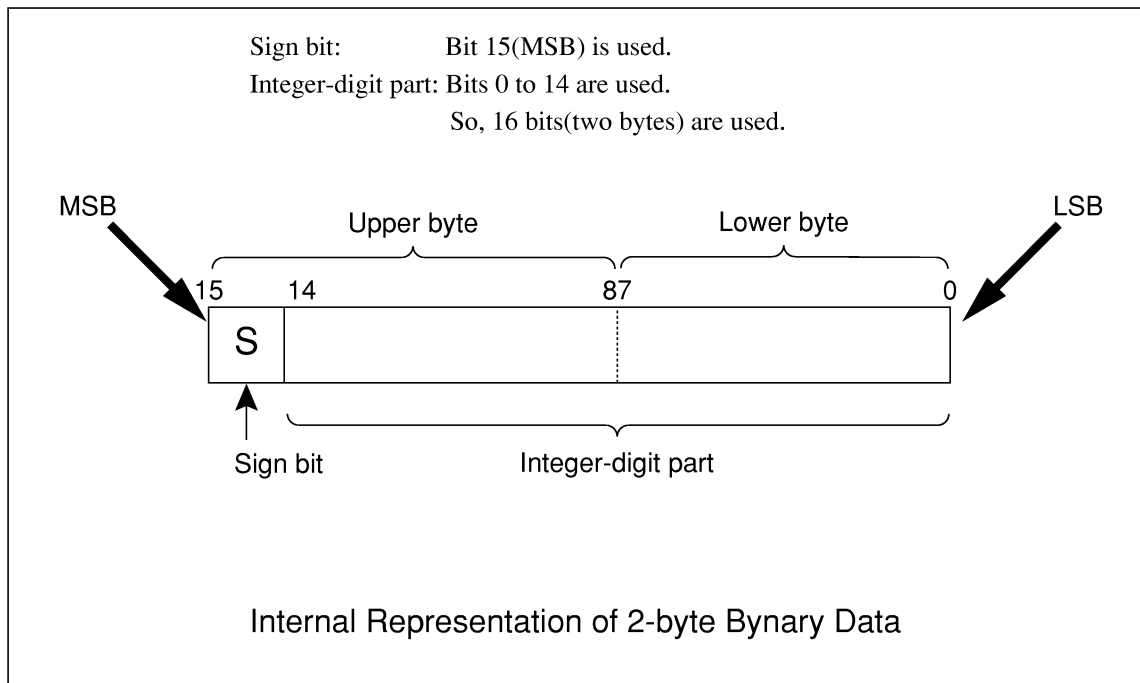 Sign bit: Bit 15(MSB) is used.
Integer-digit part: Bits 0 to 14 are used.
So, 16 bits(two bytes) are used.
MSB
LSB
Upper byte
Lower byte
15 14 87 0
S
Sign bit
Integer-digit part
Internal Representation of 2-byte Bynary Data